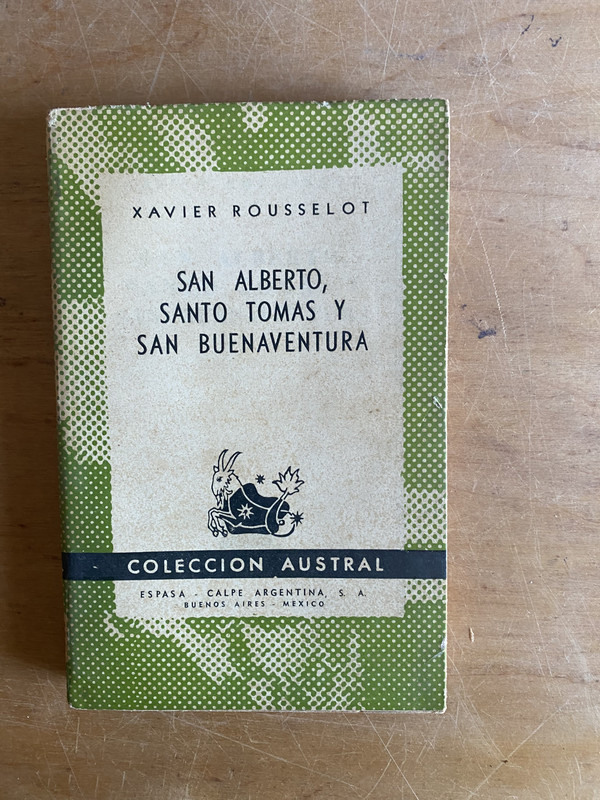 XAVIER ROUSSELOT
SAN ALBERTO,
SANTO TOMAS Y
SAN BUENAVENTURA
COLECCION AUSTRAL
ESPASA - CALPE ARGENTINA, S. A.
BUENOS AIRES - MEXICO